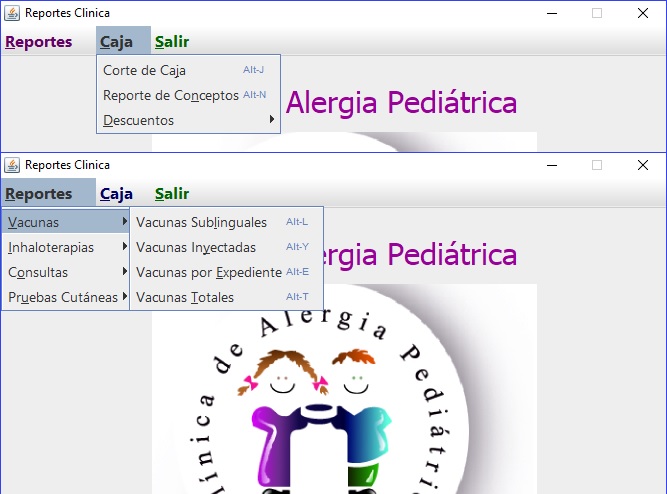 Reportes Clinica
Reportes Caja Salir
Corte de Caja Alt-J
Reporte de Conceptos Alt-N
Descuentos
Alergia Pediátrica
Reportes Clinica
Reportes Caja Salir
Vacunas
Inhaloterapias
Consultas
Pruebas Cutáneas
Vacunas Sublinguales Alt-L
Vacunas Inyectadas Alt-Y
Vacunas por Expediente Alt-E
Vacunas Totales Alt-T
ergia Pediátrica
ínica de Alergia Pediátri